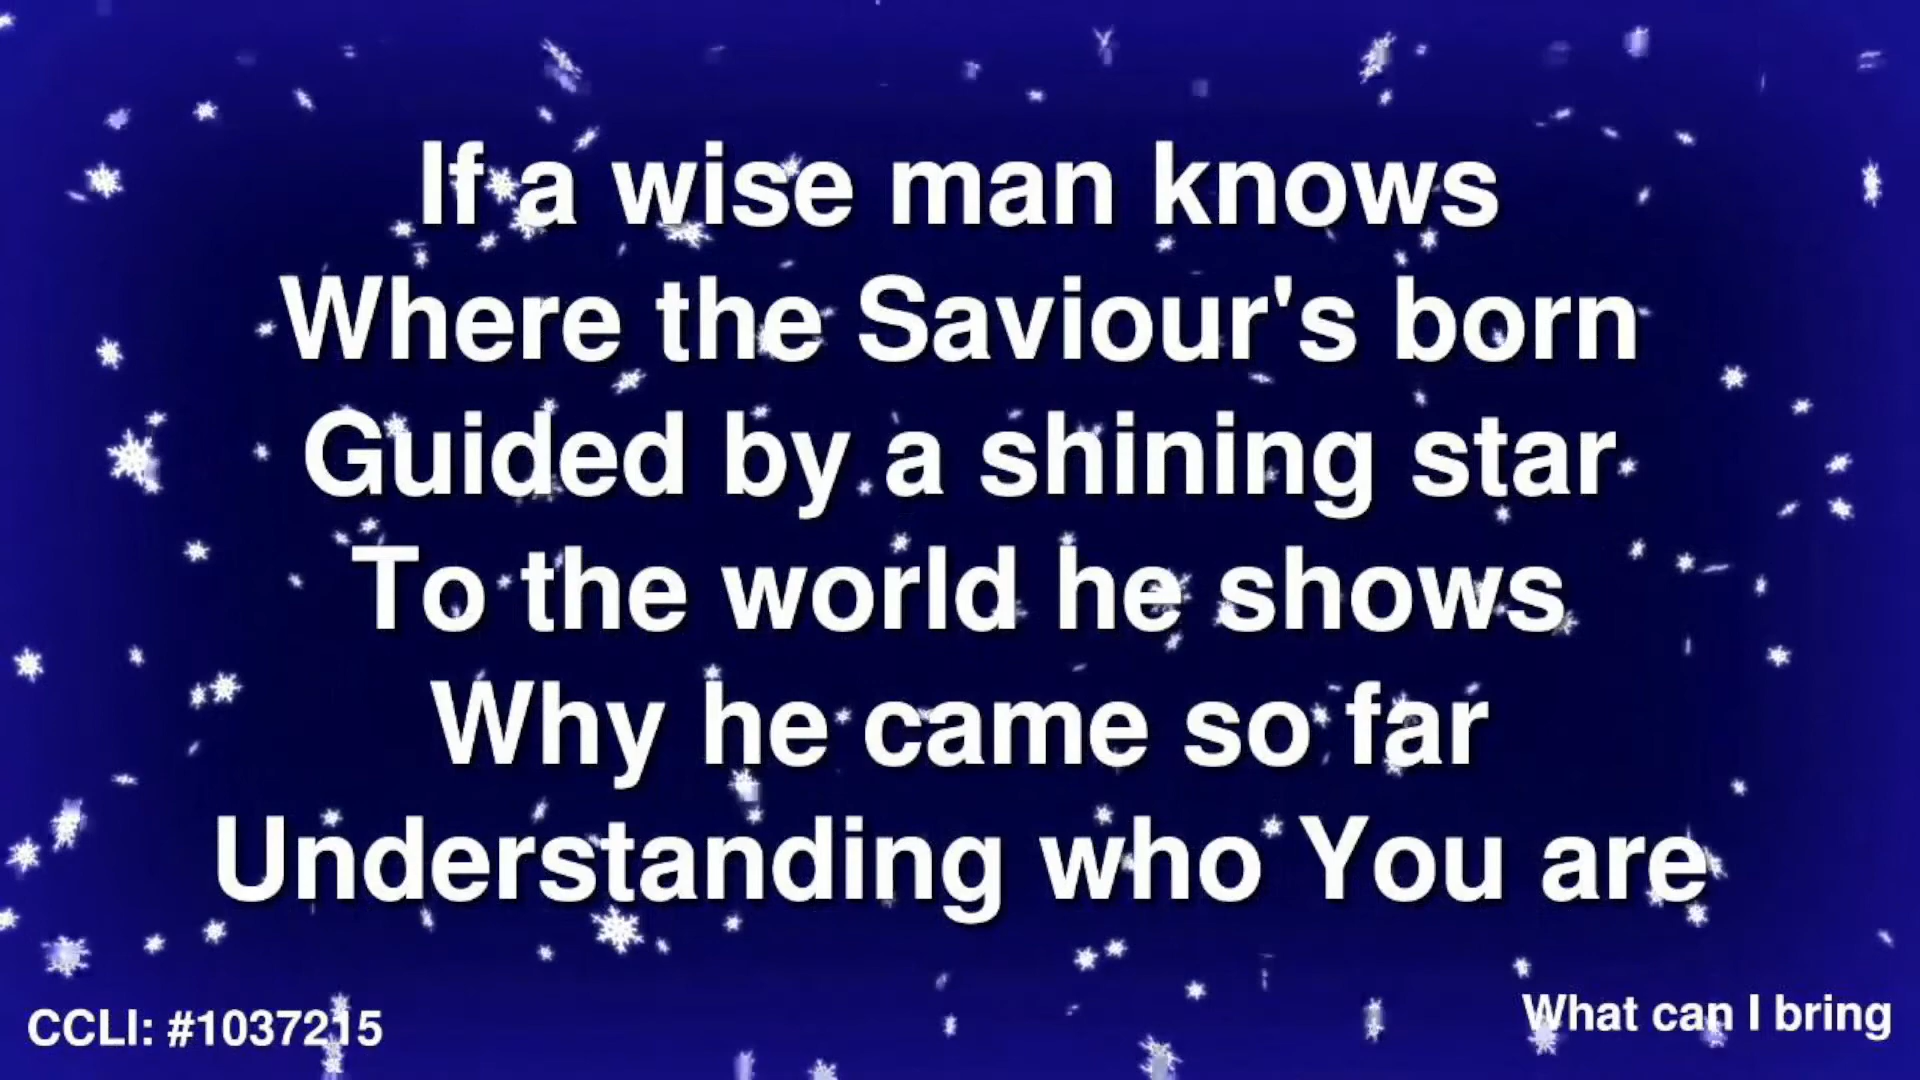 If a wise man knows
Where the Saviour's born
Guided by a shining star
To the world he shows
Why he came so far
Understanding who You are
CCLI: #1037215
What can I bring